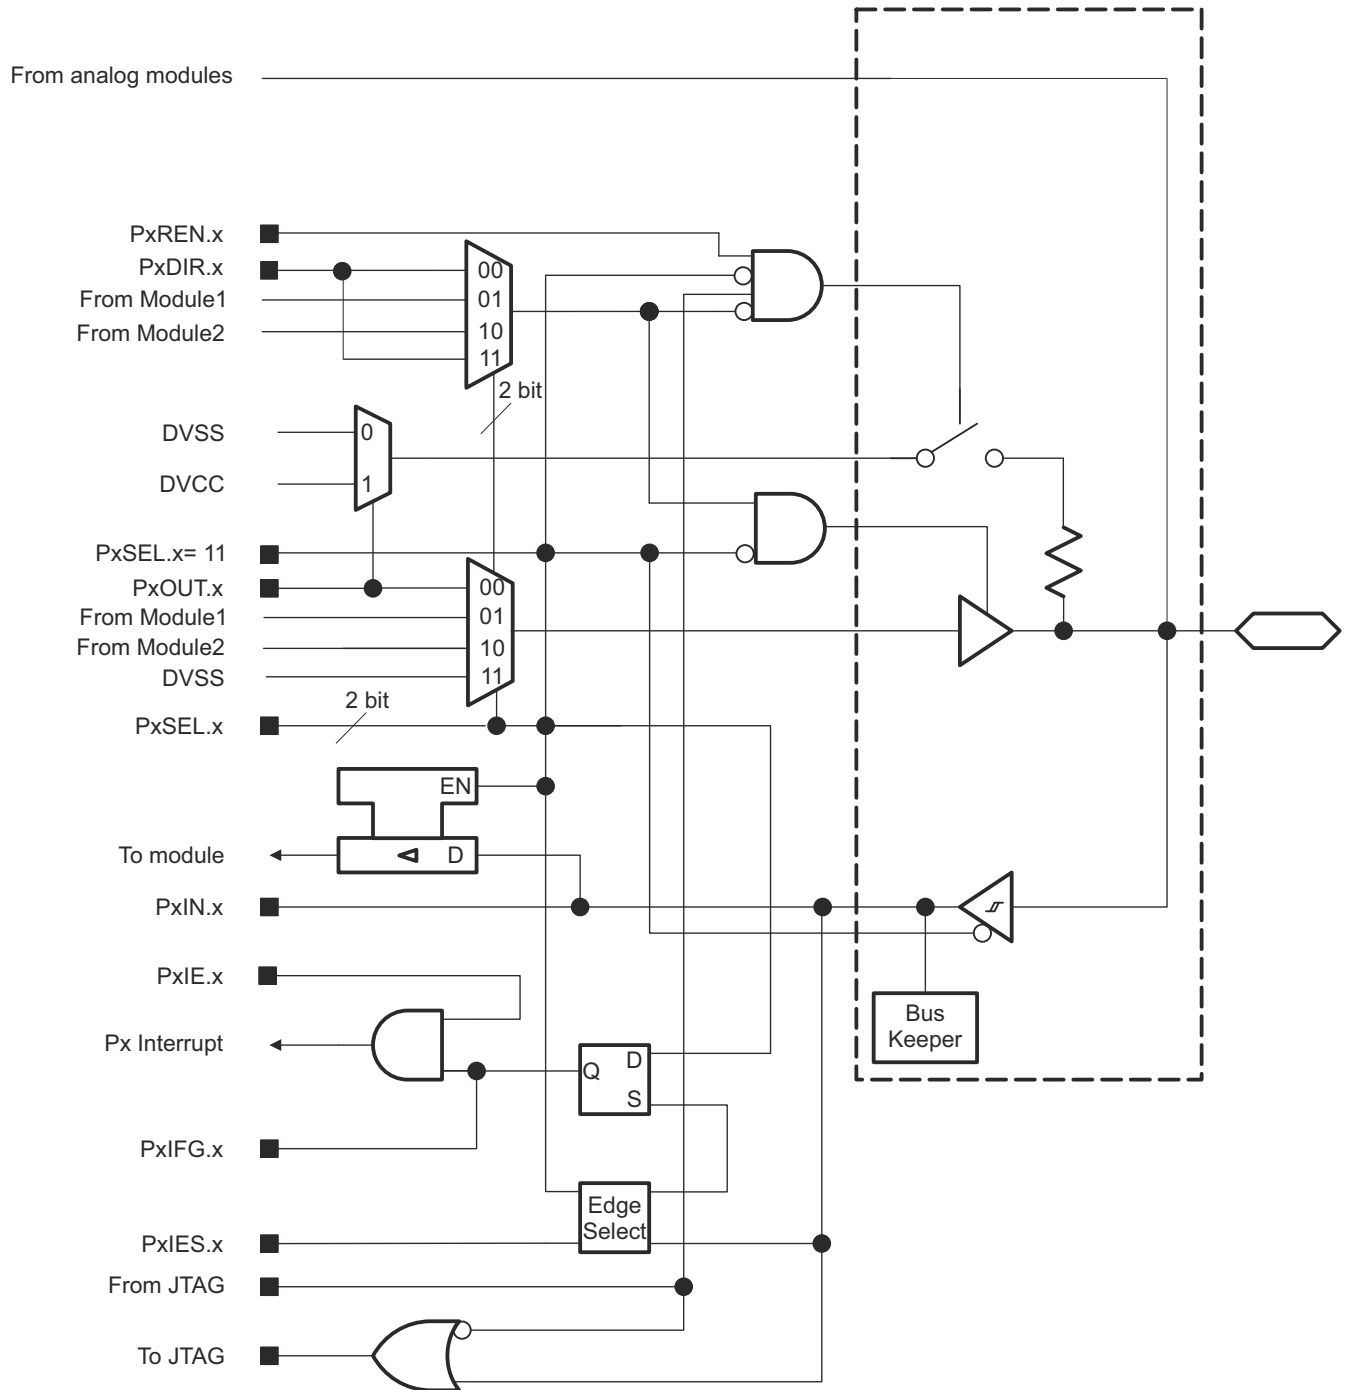 From analog modules
PxREN.x
PxDIR.x
From Module1
From Module2
00
01
10
11
2 bit
DVSS
DVCC
0
1
PxSEL.x= 11
PxOUT.x
From Module1
From Module2
DVSS
00
01
10
11
PxSEL.x
2 bit
EN
To module
D
PxIN.x
PxIE.x
Bus
Keeper
Px Interrupt
Q
D
S
PxIFG.x
Edge
Select
PxIES.x
From JTAG
To JTAG